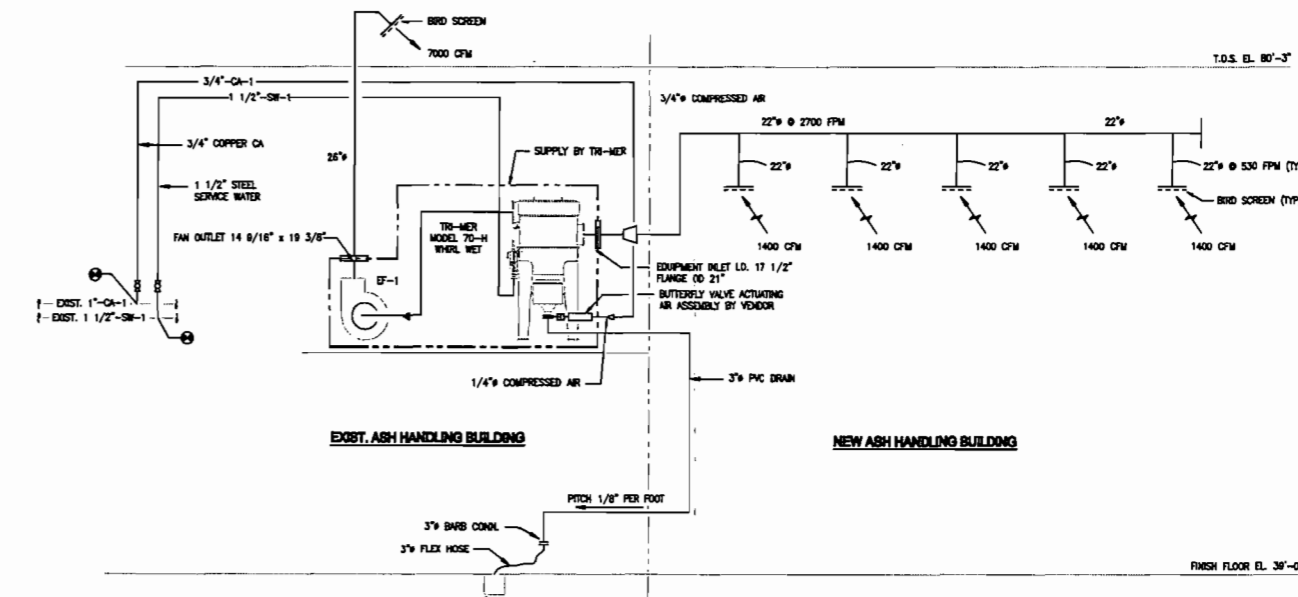 BIRD SCREEN
7000 CFM
T.O.S. EL. 80'-3"
3/4"-CA-1
1 1/2"-SW-1
3/4"ø COMPRESSED AIR
22"ø @ 2700 FPM
22"ø
3/4" COPPER CA
26"ø
SUPPLY BY TRI-MER
22"ø
22"ø
22"ø
22"ø
22"ø @ 530 FPM (TY
1 1/2" STEEL
SERVICE WATER
BIRD SCREEN (TYP
FAN OUTLET 14 9/16" x 19 3/8"
TRI-MER
MODEL 70-H
WHIRL WET
1400 CFM
1400 CFM
1400 CFM
1400 CFM
1400 CFM
EQUIPMENT INLET I.D. 17 1/2"
FLANGE OD 21"
EF-1
BUTTERFLY VALVE ACTUATING
AIR ASSEMBLY BY VENDOR
EXIST. 1"-CA-1
EXIST. 1 1/2"-SW-1
1/4"ø COMPRESSED AIR
3"ø PVC DRAIN
EXIST. ASH HANDLING BUILDING
NEW ASH HANDLING BUILDING
PITCH 1/8" PER FOOT
3"ø BARB CONN.
3"ø FLEX HOSE
FINISH FLOOR EL. 39'-0